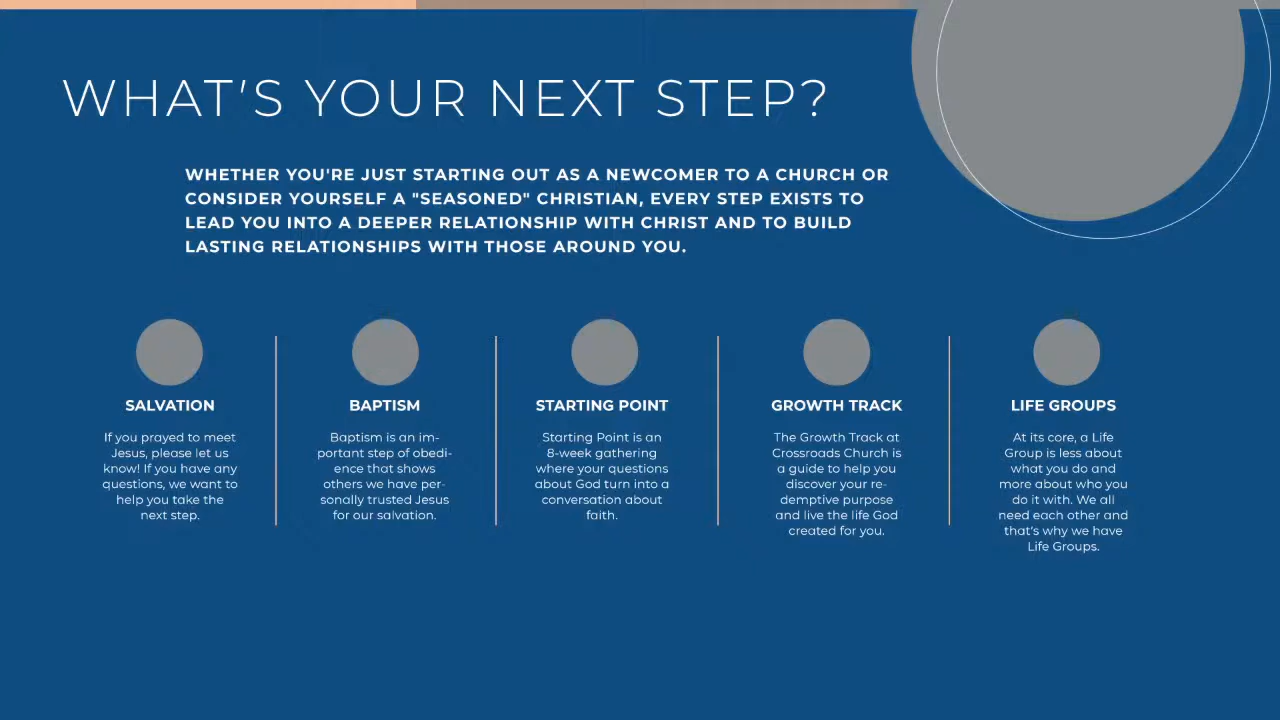 WHAT'S YOUR NEXT STEP?
WHETHER YOU'RE JUST STARTING OUT AS A NEWCOMER TO A CHURCH OR
CONSIDER YOURSELF A "SEASONED" CHRISTIAN, EVERY STEP EXISTS TO
LEAD YOU INTO A DEEPER RELATIONSHIP WITH CHRIST AND TO BUILD
LASTING RELATIONSHIPS WITH THOSE AROUND YOU.
SALVATION
If you prayed to meet
Jesus, please let us
know! If you have any
questions, we want to
help you take the
next step.
BAPTISM
Baptism is an im-
portant step of obedi-
ence that shows
others we have per-
sonally trusted Jesus
for our salvation.
STARTING POINT
Starting Point is an
8-week gathering
where your questions
about God turn into a
conversation about
faith.
GROWTH TRACK
The Growth Track at
Crossroads Church is
a guide to help you
discover your re-
demptive purpose
and live the life God
created for you.
LIFE GROUPS
At its core, a Life
Group is less about
what you do and
more about who you
do it with. We all
need each other and
that's why we have
Life Groups.